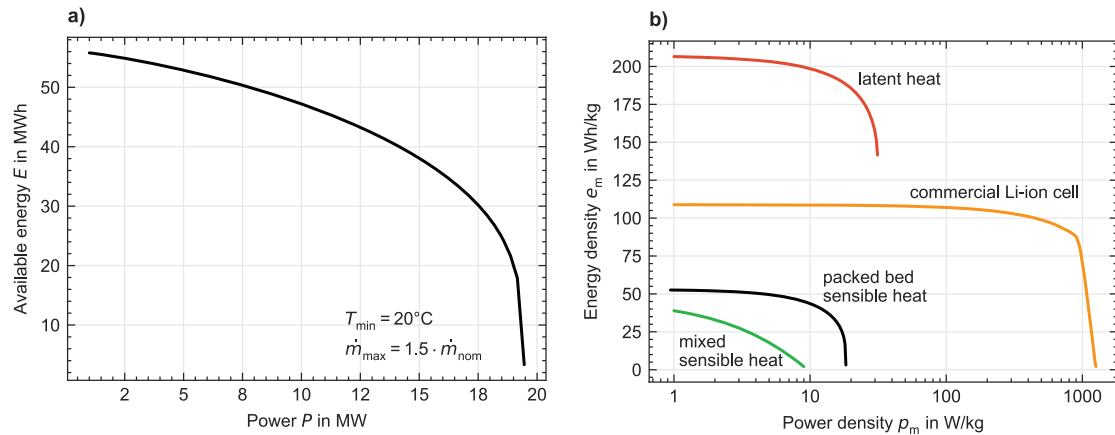 a)
Available energy E in MWh
50
40
30
20
10
T_min = 20°C
ṁ_max = 1.5 · ṁ_nom
2 5 8 10 12 15 18 20
Power P in MW
b)
Energy density e_m in Wh/kg
200
175
150
125
100
75
50
25
0
latent heat
commercial Li-ion cell
packed bed
sensible heat
mixed
sensible heat
1 10 100 1000
Power density p_m in W/kg